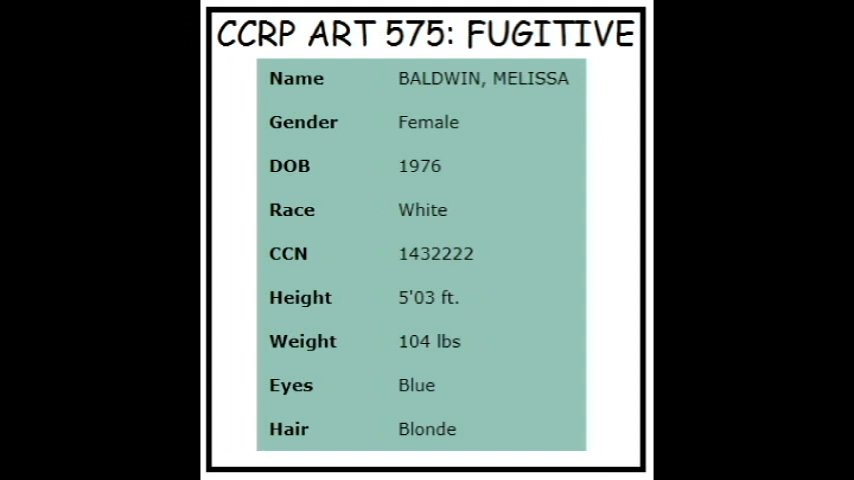 CCRP ART 575: FUGITIVE
Name BALDWIN, MELISSA
Gender Female
DOB 1976
Race White
CCN 1432222
Height 5'03 ft.
Weight 104 lbs
Eyes Blue
Hair Blonde